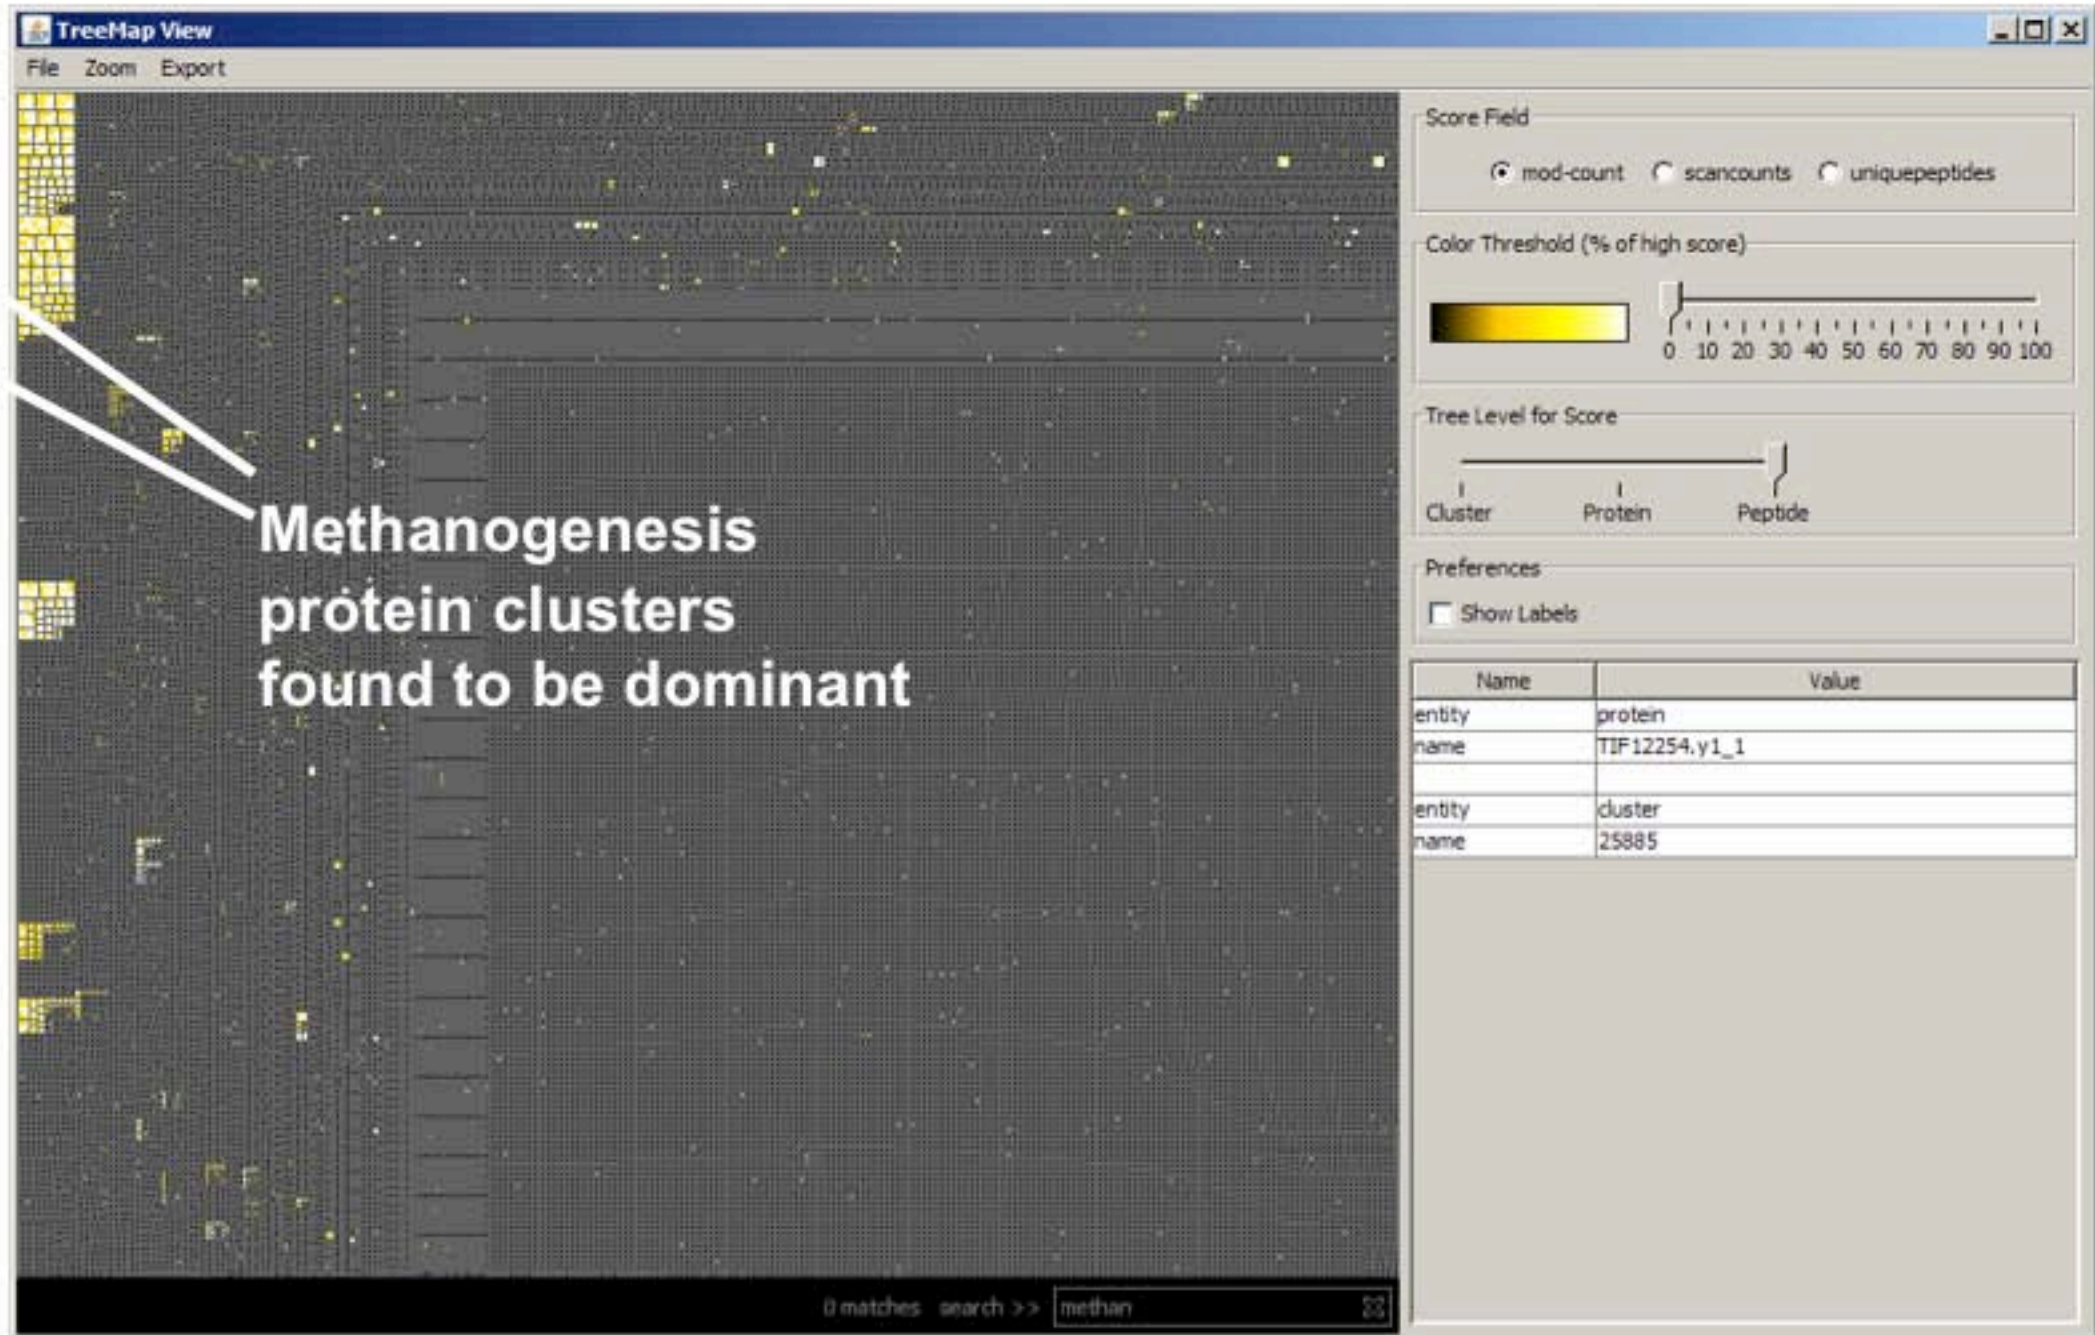 TreeMap View
File Zoom Export
Score Field
mod-count scancounts uniquepeptides
Color Threshold (% of high score)
0 10 20 30 40 50 60 70 80 90 100
Tree Level for Score
Cluster Protein Peptide
Preferences
Show Labels
Name Value
entity protein
name TIF12254.y1_1
entity cluster
name 25885
Methanogenesis
protein clusters
found to be dominant
0 matches search >> methan